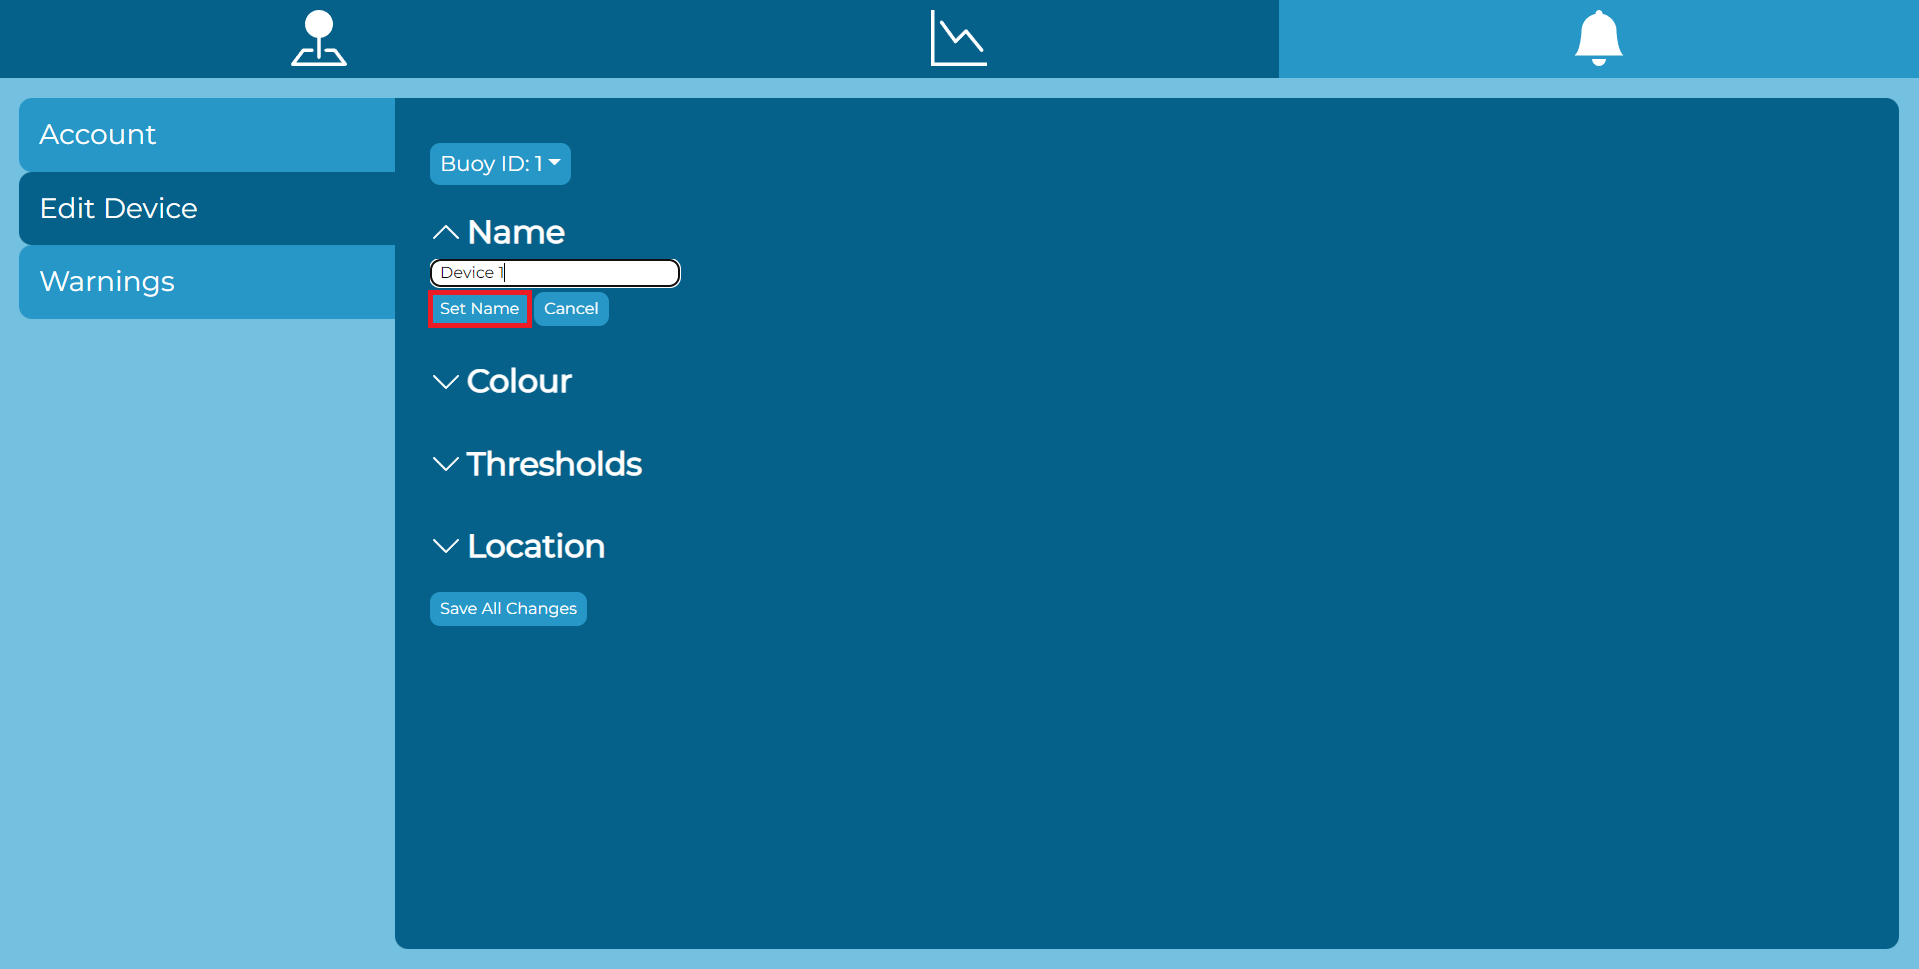 Account
Edit Device
Warnings
Buoy ID: 1
Name
Device 1
Set Name Cancel
Colour
Thresholds
Location
Save All Changes